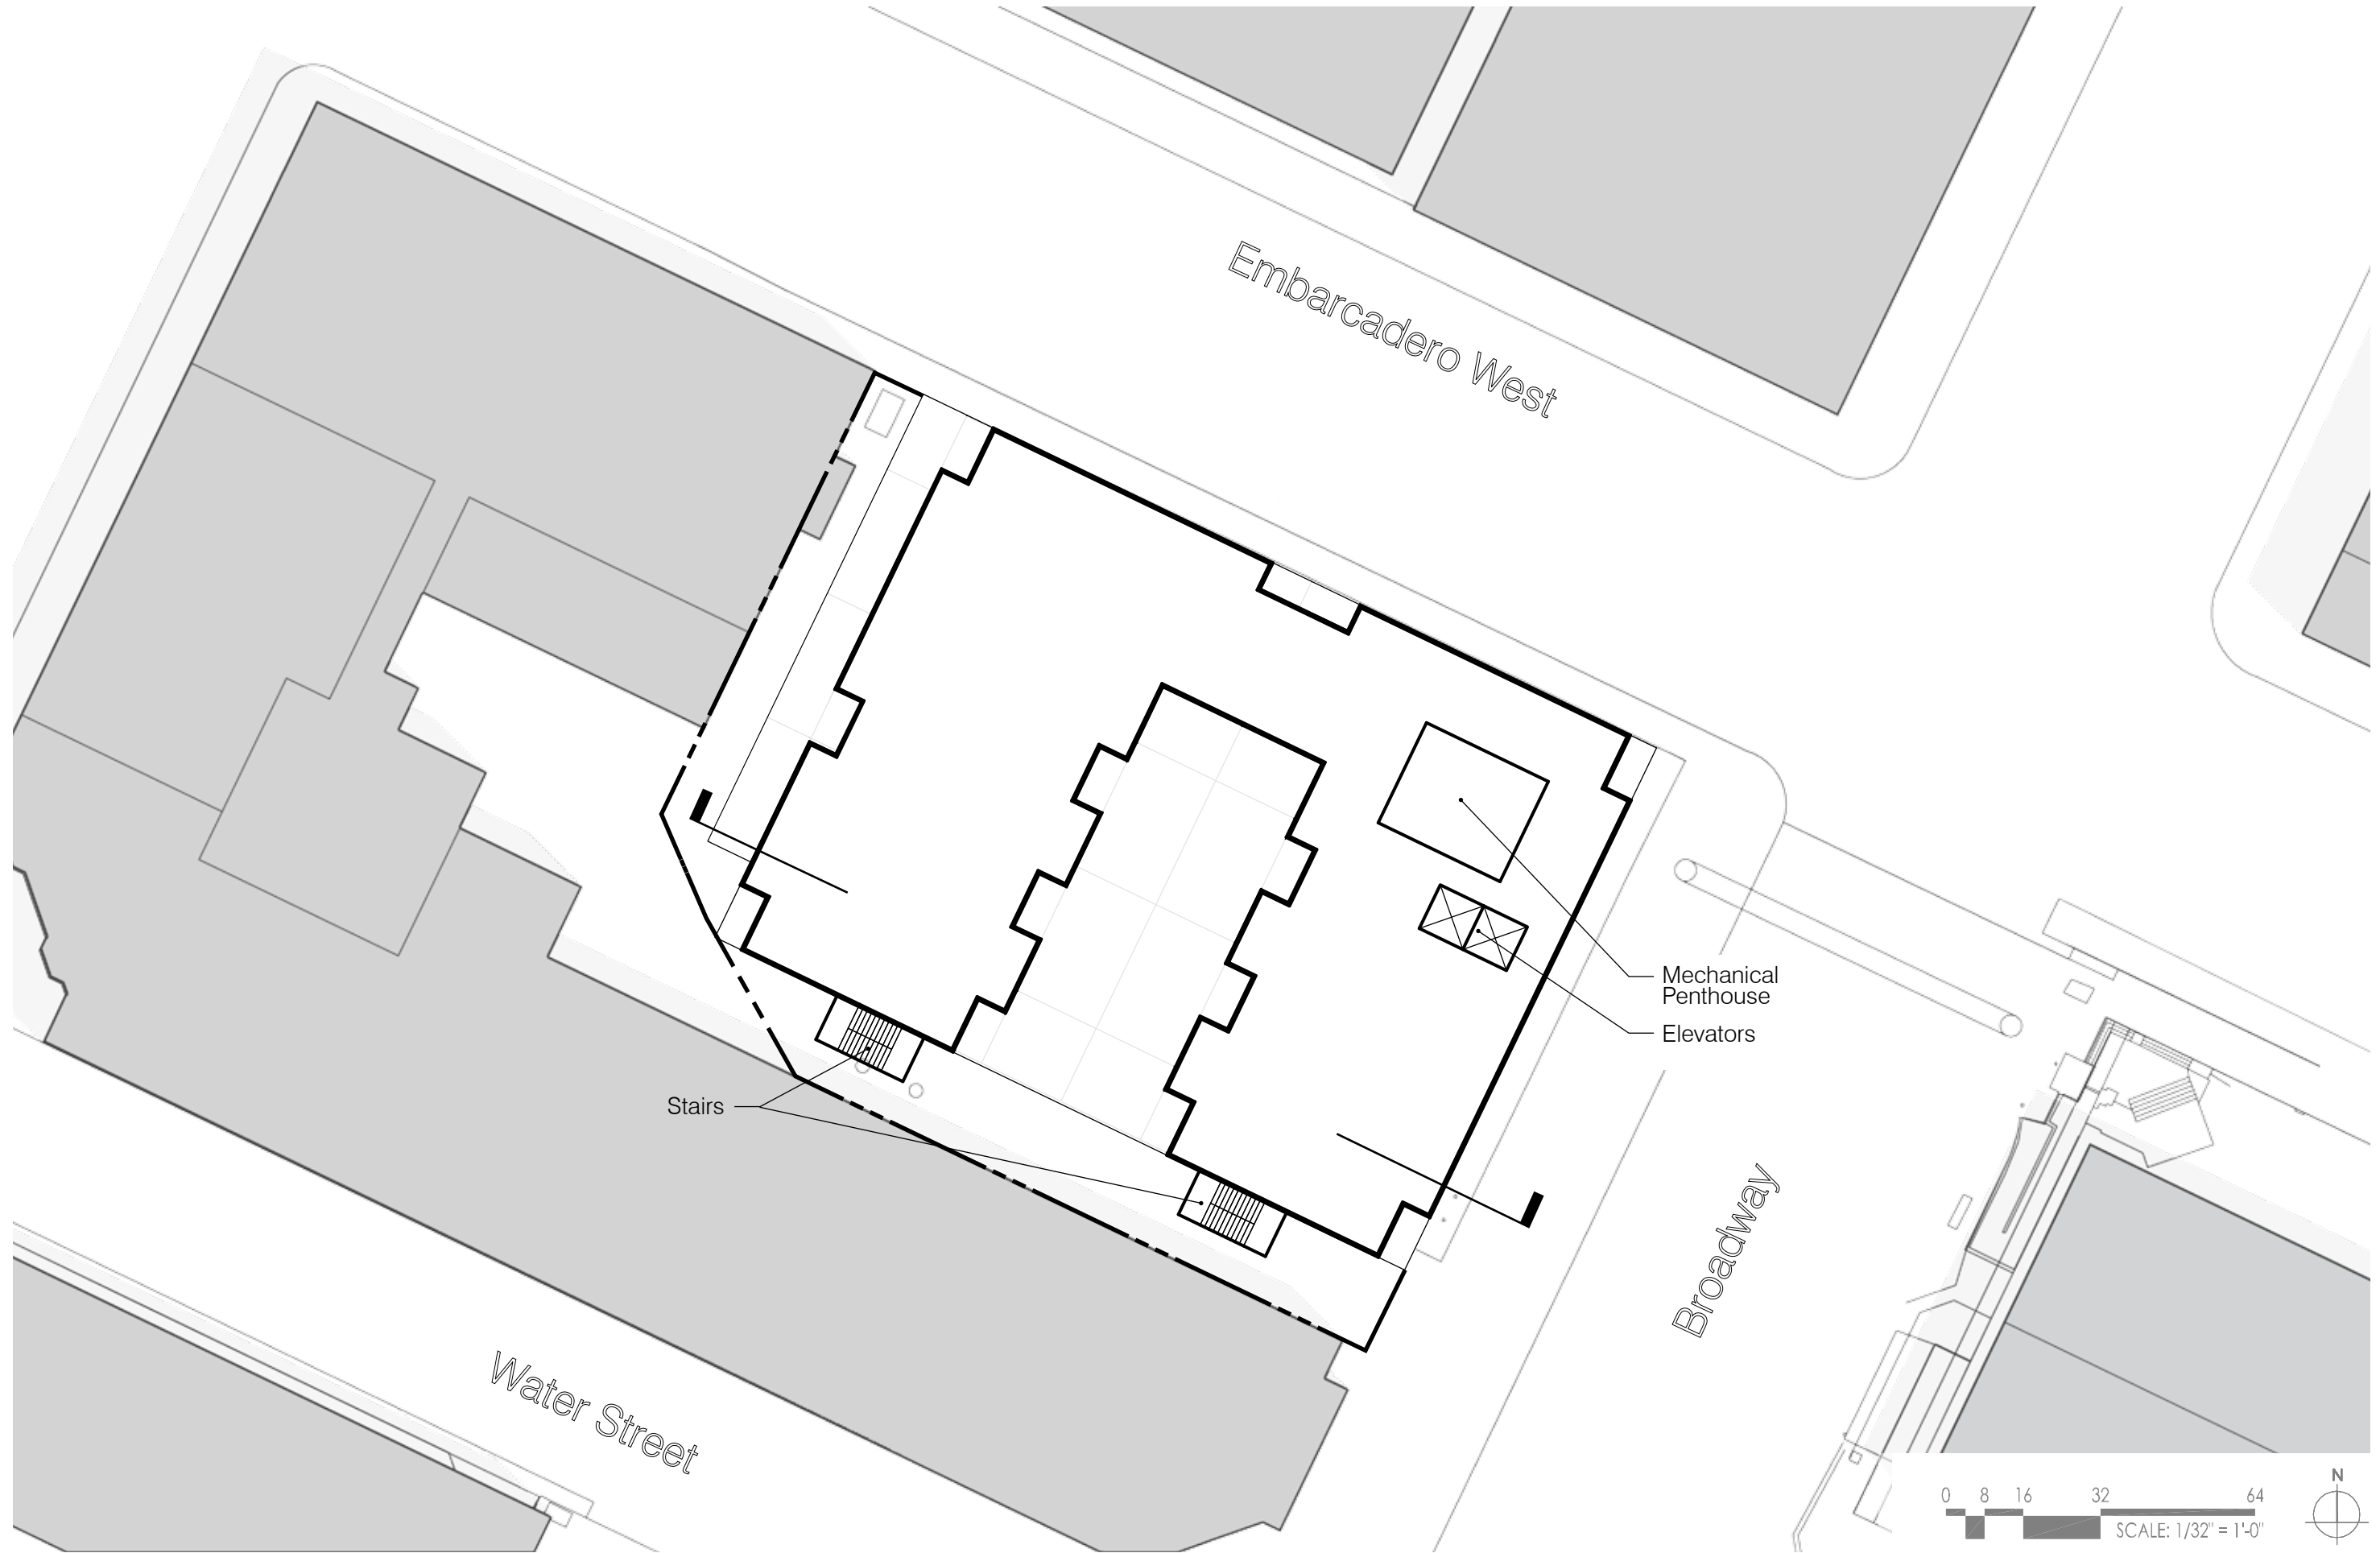 Embarcadero West
Mechanical
Penthouse
Elevators
Stairs
Broadway
Water Street
N
0 8 16 32 64
SCALE: 1/32" = 1'-0"